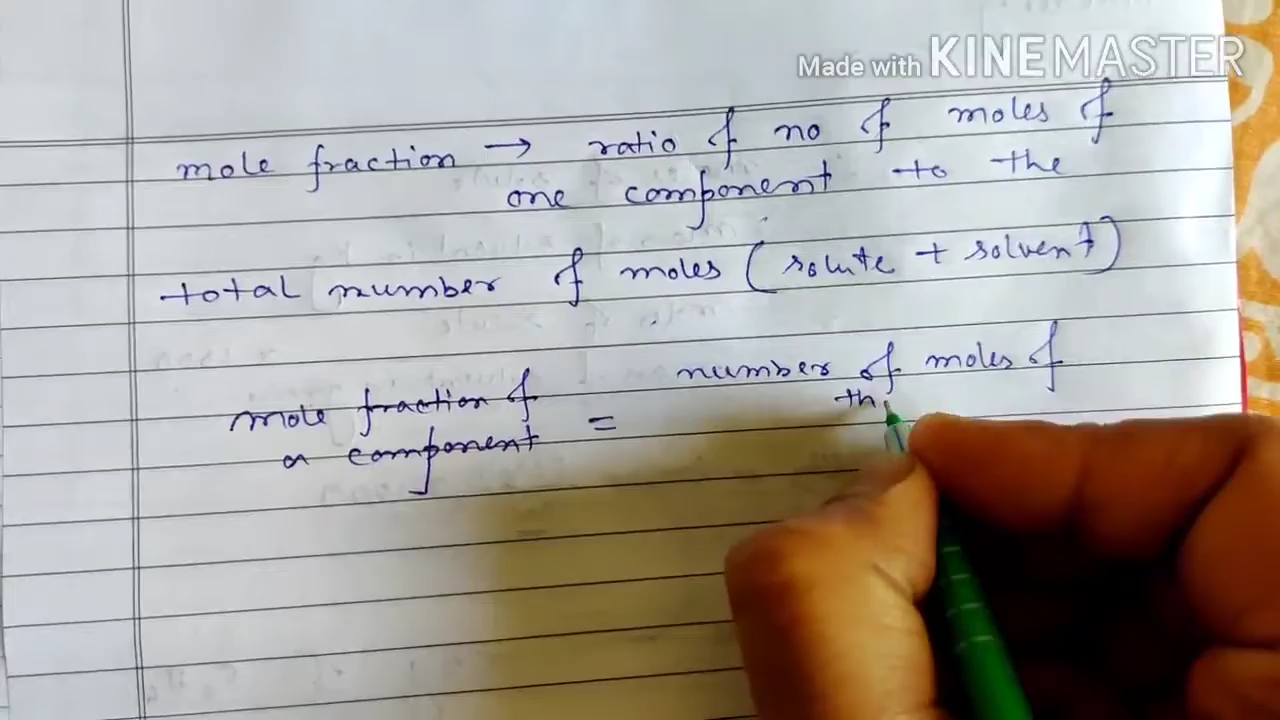 Made with KINEMASTER
mole fraction → ratio of no of moles of
one component to the
total number of moles (solute + solvent)
mole fraction of
a component
=
number of moles of
th